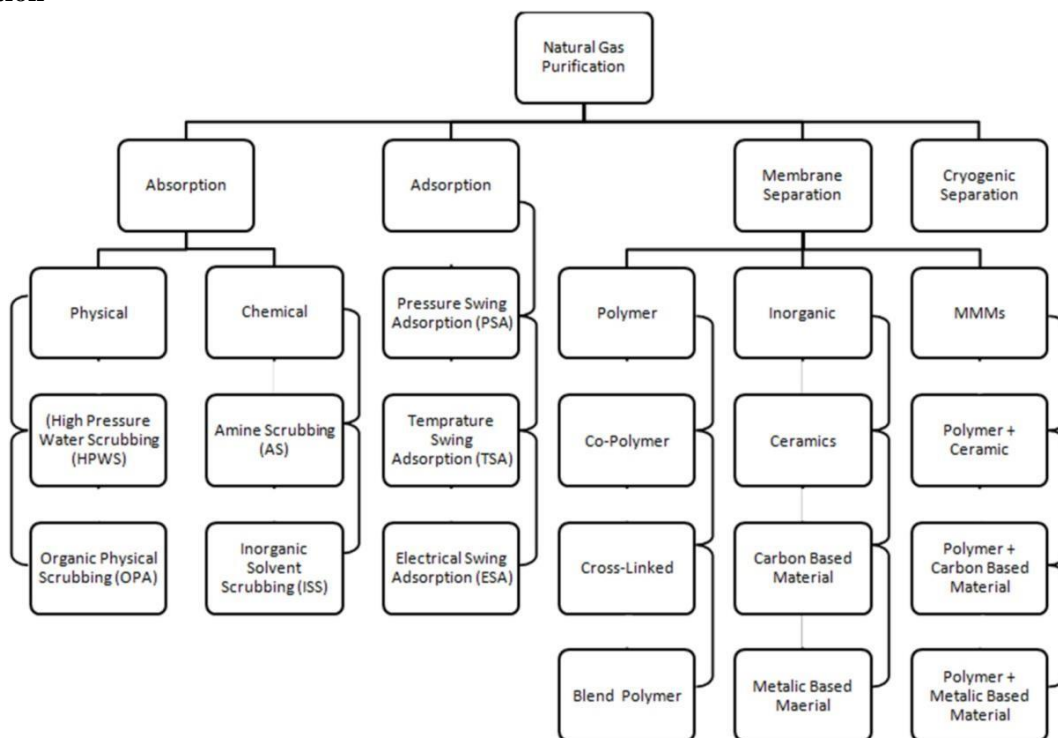 Natural Gas
Purification
Absorption
Adsorption
Membrane
Separation
Cryogenic
Separation
Physical
Chemical
Pressure Swing
Adsorption (PSA)
Polymer
Inorganic
MMMs
(High Pressure
Water Scrubbing
(HPWS)
Amine Scrubbing
(AS)
Temprature
Swing
Adsorption (TSA)
Co-Polymer
Ceramics
Polymer +
Ceramic
Organic Physical
Scrubbing (OPA)
Inorganic
Solvent
Scrubbing (ISS)
Electrical Swing
Adsorption (ESA)
Cross-Linked
Carbon Based
Material
Polymer +
Carbon Based
Material
Blend Polymer
Metalic Based
Maerial
Polymer +
Metalic Based
Material